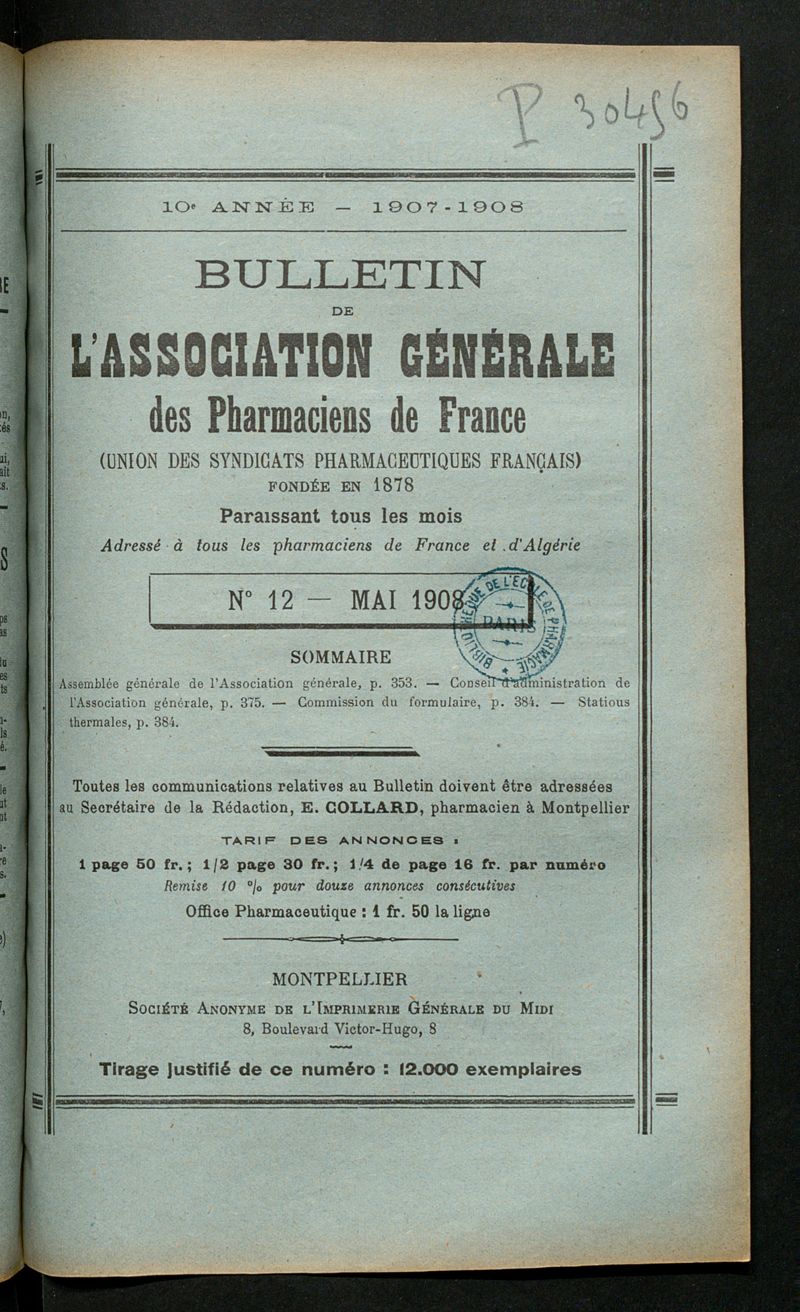 P 30456
10e ANNÉE — 1907-1908
BULLETIN
DE
L'ASSOCIATION GÉNÉRALE
des Pharmaciens de France
(UNION DES SYNDICATS PHARMACEUTIQUES FRANÇAIS)
FONDÉE EN 1878
Paraissant tous les mois
Adressé à tous les pharmaciens de France et d'Algérie
N° 12 — MAI 1908
BIBLIOTHÈQUE DE L'ÉCOLE DE PHARMACIE
PARIS
SOMMAIRE
Assemblée générale de l'Association générale, p. 353. — Conseil d'administration de
l'Association générale, p. 375. — Commission du formulaire, p. 384. — Stations
thermales, p. 384.
Toutes les communications relatives au Bulletin doivent être adressées
au Secrétaire de la Rédaction, E. COLLARD, pharmacien à Montpellier
TARIF DES ANNONCES :
1 page 50 fr.; 1/2 page 30 fr.; 1/4 de page 16 fr. par numéro
Remise 10 % pour douze annonces consécutives
Office Pharmaceutique : 1 fr. 50 la ligne
MONTPELLIER
SOCIÉTÉ ANONYME DE L'IMPRIMERIE GÉNÉRALE DU MIDI
8, Boulevard Victor-Hugo, 8
Tirage justifié de ce numéro : 12.000 exemplaires